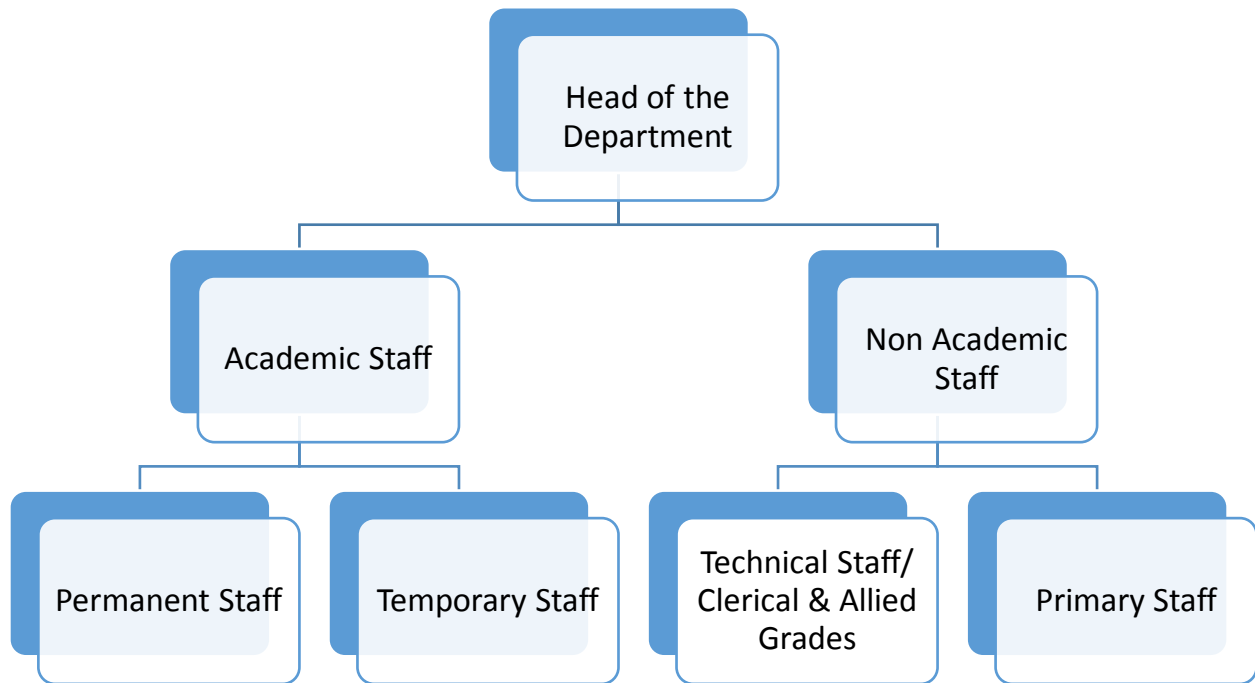 Head of the
Department
Academic Staff
Non Academic
Staff
Permanent Staff
Temporary Staff
Technical Staff/
Clerical & Allied
Grades
Primary Staff